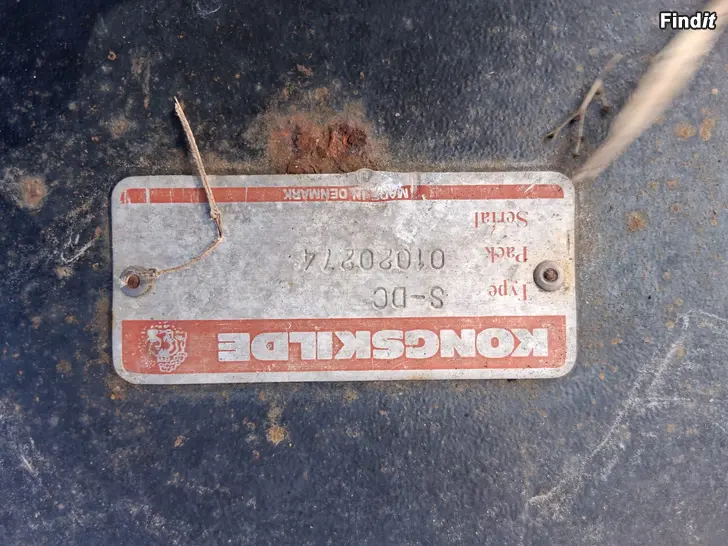 Findit
KONGSKILDE
Type S-DC
Pack 01020274
Serial
MADE IN DENMARK